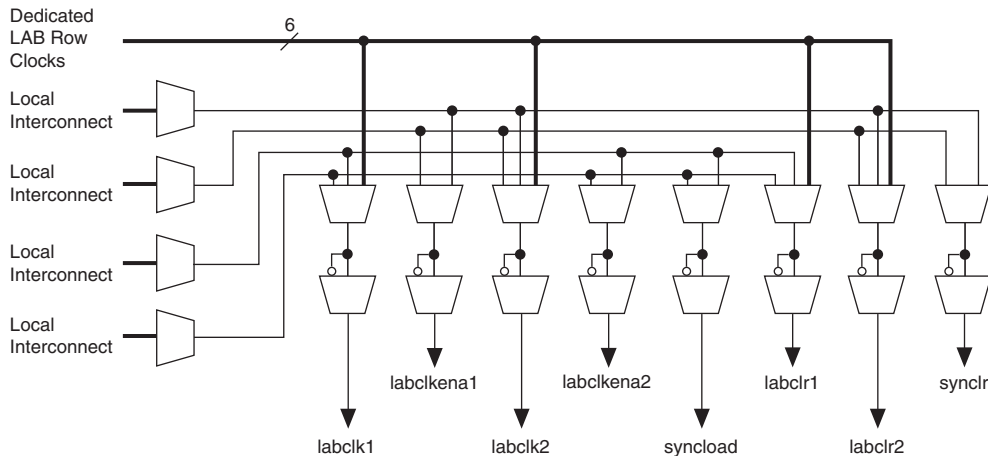 Dedicated
LAB Row
Clocks
6
Local
Interconnect
Local
Interconnect
Local
Interconnect
Local
Interconnect
labclkena1
labclkena2
labclr1
synclr
labclk1
labclk2
syncload
labclr2